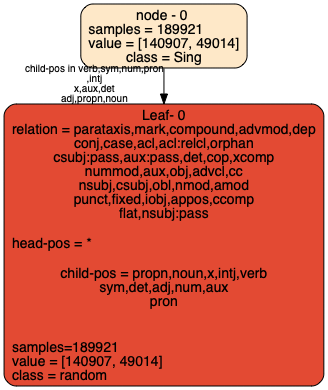 node - 0
samples = 189921
value = [140907, 49014]
class = Sing
child-pos in verb,sym,num,pron
,intj
x,aux,det
adj,propn,noun
Leaf- 0
relation = parataxis,mark,compound,advmod,dep
conj,case,acl,acl:relcl,orphan
csubj:pass,aux:pass,det,cop,xcomp
nummod,aux,obj,advcl,cc
nsubj,csubj,obl,nmod,amod
punct,fixed,iobj,appos,ccomp
flat,nsubj:pass
head-pos = *
child-pos = propn,noun,x,intj,verb
sym,det,adj,num,aux
pron
samples=189921
value = [140907, 49014]
class = random